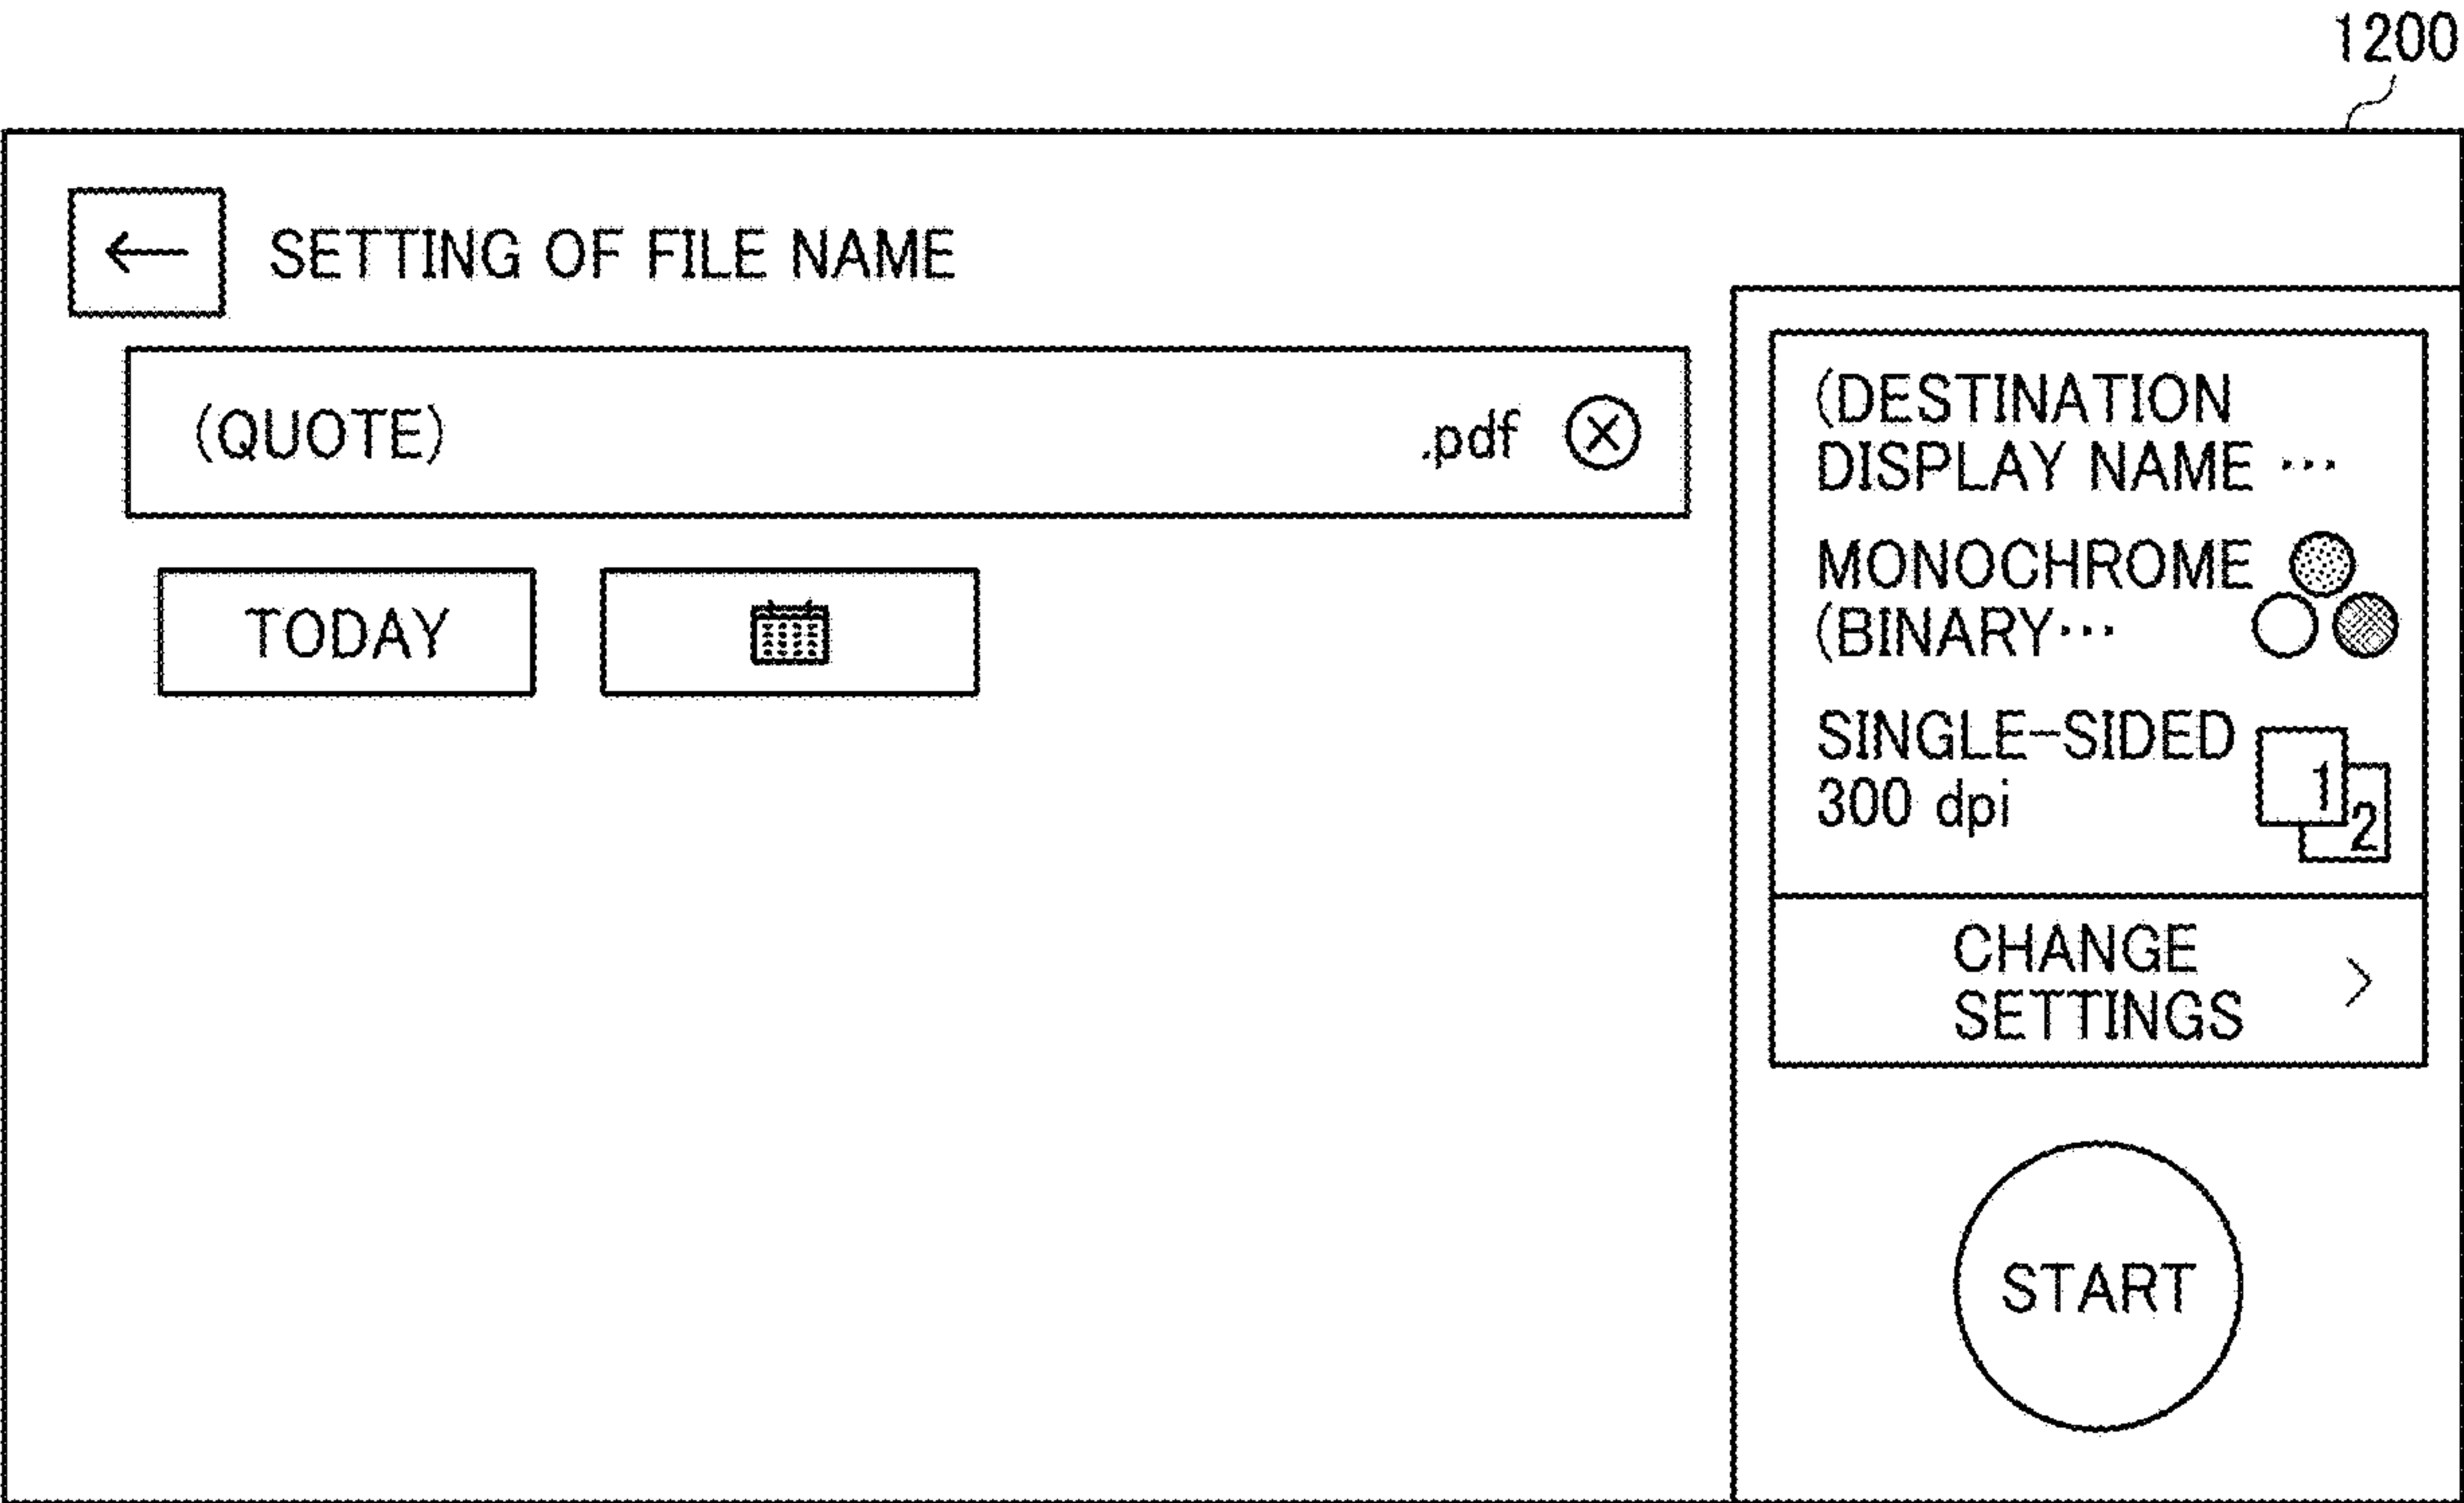 1200
← SETTING OF FILE NAME
(QUOTE) .pdf
TODAY
(DESTINATION
DISPLAY NAME ···
MONOCHROME
(BINARY···
SINGLE-SIDED
300 dpi
1
2
CHANGE
SETTINGS >
START